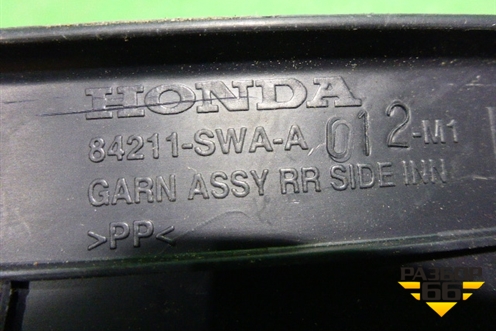 HONDA
84211-SWA-A 012-M1
GARN ASSY RR SIDE INN
>PP<
РАЗБОР
66